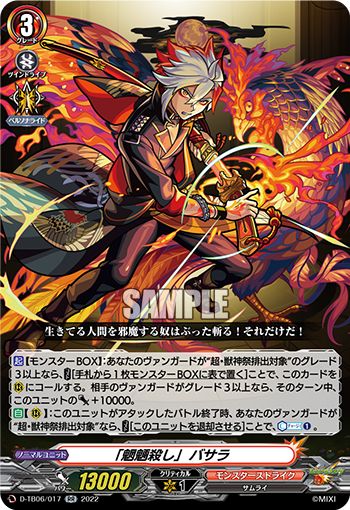 3
グレード
ツインドライブ
ペルソナライド
SAMPLE
生きてる人間を邪魔する奴はぶった斬る！それだけだ！
起【モンスターBOX】：あなたのヴァンガードが"超・獣神祭排出対象"のグレード
3以上なら、[手札から1枚モンスターBOXに表で置く]ことで、このカードを
にコールする。相手のヴァンガードがグレード3以上なら、そのターン中、
このユニットの+10000。
自【】：このユニットがアタックしたバトル終了時、あなたのヴァンガードが
"超・獣神祭排出対象"なら、[このユニットを退却させる]ことで、1。
ノーマルユニット
「魍魎殺し」 バサラ
パワー 13000
クリティカル
1
モンスターストライク
サムライ
D-TB06/017 RR 2022
©MIXI